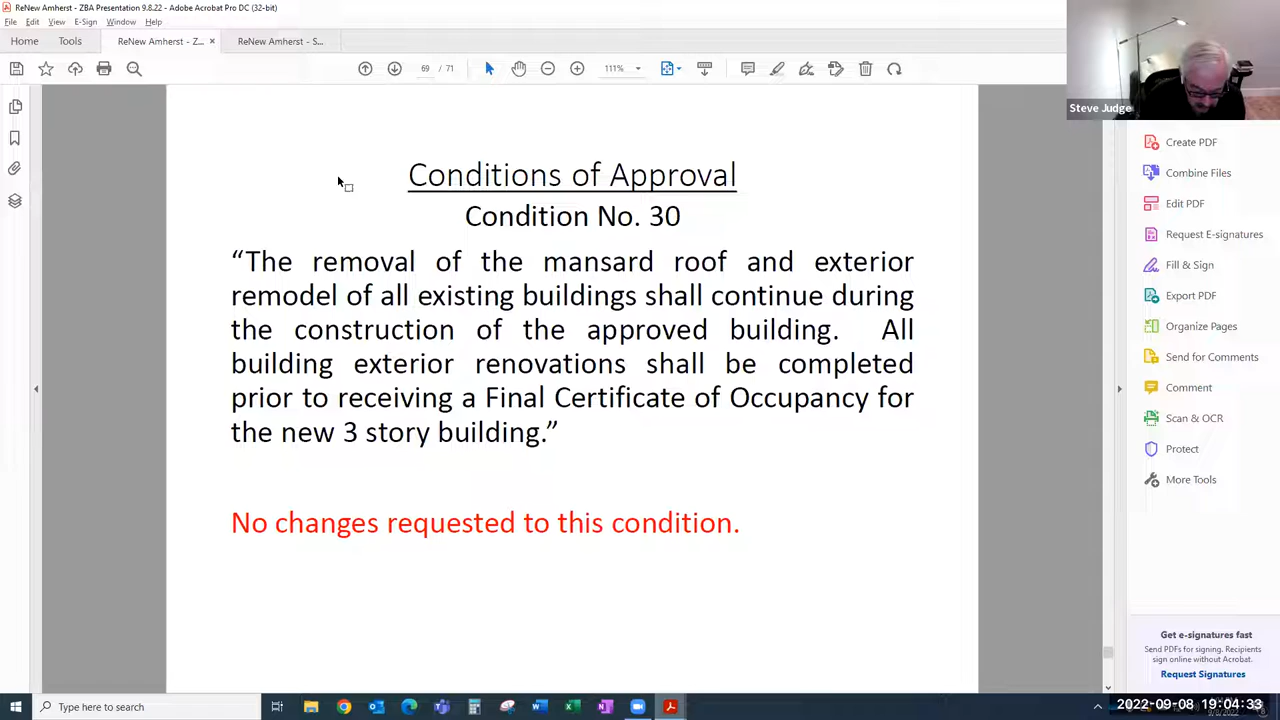 ReNew Amherst - ZBA Presentation 9.8.22 - Adobe Acrobat Pro DC (32-bit)
File Edit View E-Sign Window Help
Home Tools ReNew Amherst - Z... × ReNew Amherst - S...
69 / 71 111%
Steve Judge
Conditions of Approval
Condition No. 30
“The removal of the mansard roof and exterior
remodel of all existing buildings shall continue during
the construction of the approved building. All
building exterior renovations shall be completed
prior to receiving a Final Certificate of Occupancy for
the new 3 story building.”
No changes requested to this condition.
Create PDF
Combine Files
Edit PDF
Request E-signatures
Fill & Sign
Export PDF
Organize Pages
Send for Comments
Comment
Scan & OCR
Protect
More Tools
Get e-signatures fast
Send PDFs for signing. Recipients
sign online without Acrobat.
Request Signatures
Type here to search
2022-09-08 19:04:33